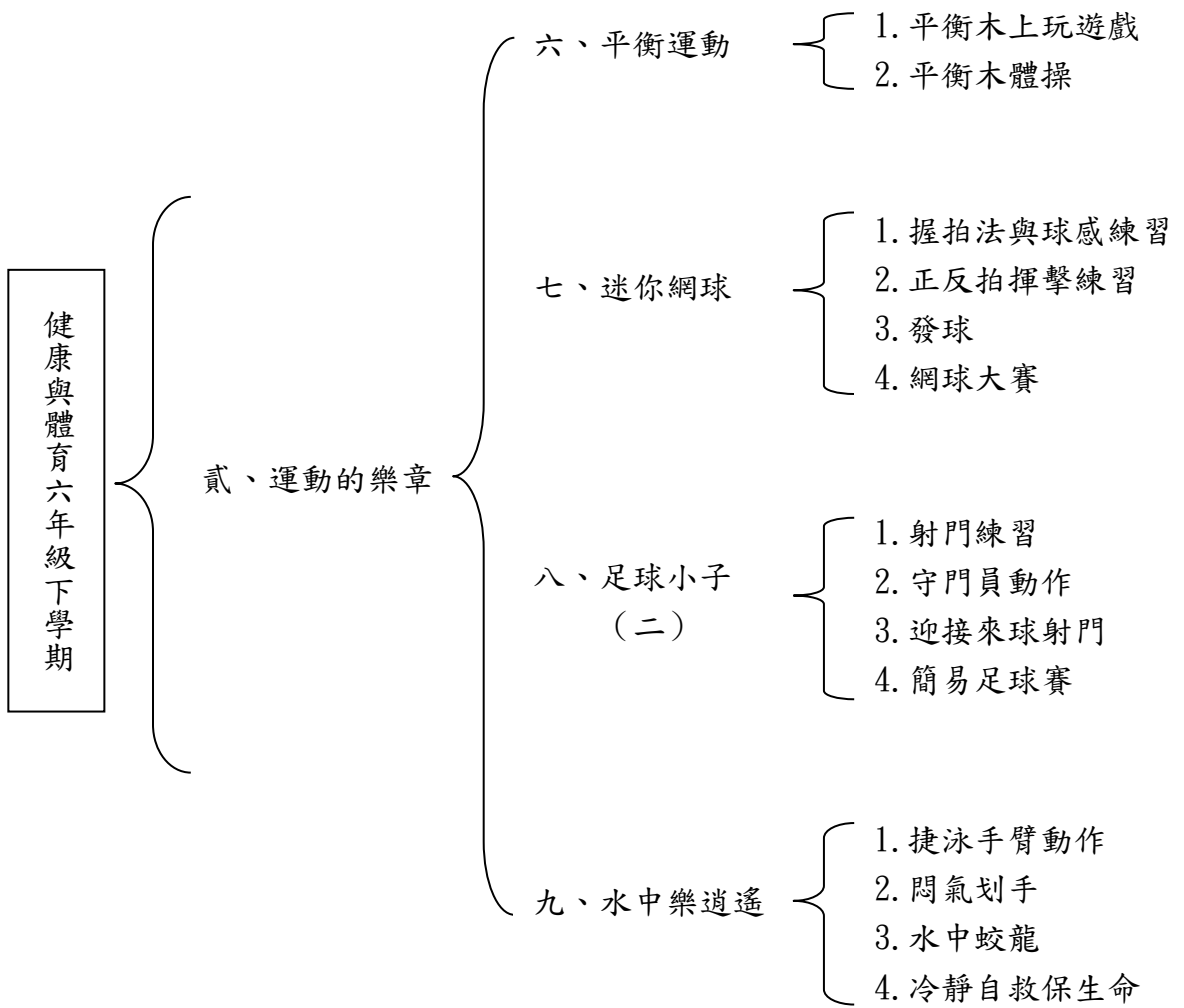 健康與體育六年級下學期
貳、運動的樂章
六、平衡運動
1.平衡木上玩遊戲
2.平衡木體操
七、迷你網球
1.握拍法與球感練習
2.正反拍揮擊練習
3.發球
4.網球大賽
八、足球小子
（二）
1.射門練習
2.守門員動作
3.迎接來球射門
4.簡易足球賽
九、水中樂逍遙
1.捷泳手臂動作
2.悶氣划手
3.水中蛟龍
4.冷靜自救保生命